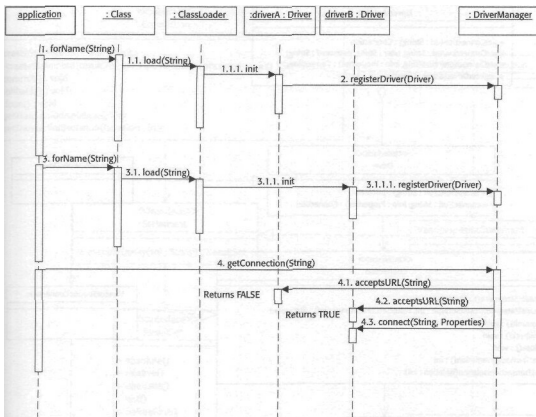 application
: Class
: ClassLoader
:driverA : Driver
driverB : Driver
: DriverManager
1. forName(String)
1.1. load(String)
1.1.1. init
2. registerDriver(Driver)
3. forName(String)
3.1. load(String)
3.1.1. init
3.1.1.1. registerDriver(Driver)
4. getConnection(String)
4.1. acceptsURL(String)
Returns FALSE
4.2. acceptsURL(String)
Returns TRUE
4.3. connect(String, Properties)